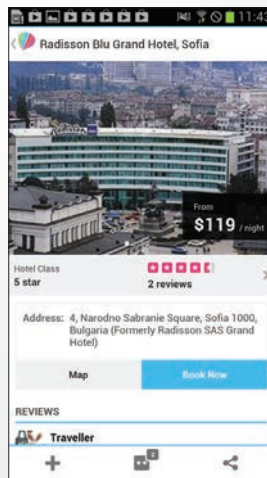 11:43
Radisson Blu Grand Hotel, Sofia
From
$119 / night
Hotel Class
5 star
2 reviews
Address: 4, Narodno Sabranie Square, Sofia 1000,
Bulgaria (Formerly Radisson SAS Grand
Hotel)
Map
Book Now
REVIEWS
Traveller